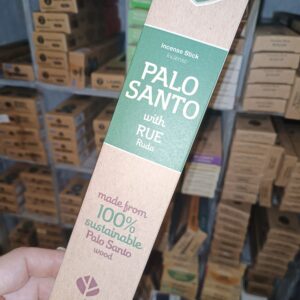 Incense Stick
PALO
SANTO
with
RUE
Ruda
made from
100%
sustainable
Palo Santo
wood